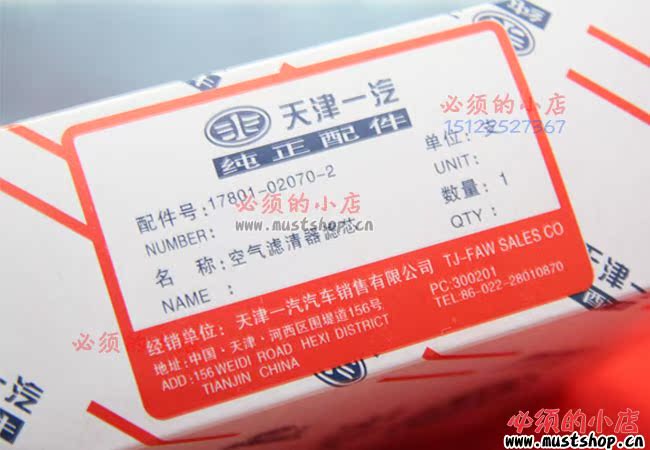 天津一汽
纯正配件
必须的小店
15122527367
配件号:17801-02070-2
单位:支
NUMBER:
UNIT:
必须的小店
www.mustshop.cn
名 称:空气滤清器滤芯
数量:1
NAME :
QTY:
必须的
经销单位: 天津一汽汽车销售有限公司 TJ-FAW SALES CO
地址:中国·天津·河西区围堤道156号 PC:300201
ADD:156 WEIDI ROAD HEXI DISTRICT TEL:86-022-28010870
TIANJIN CHINA
必须的小店
www.mustshop.cn